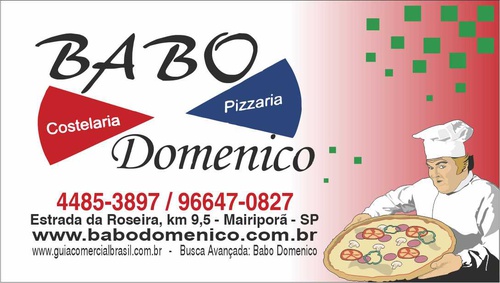 BABO
Costelaria
Pizzaria
Domenico
4485-3897 / 96647-0827
Estrada da Roseira, km 9,5 - Mairiporã - SP
www.babodomenico.com.br
www.guiacomercialbrasil.com.br - Busca Avançada: Babo Domenico